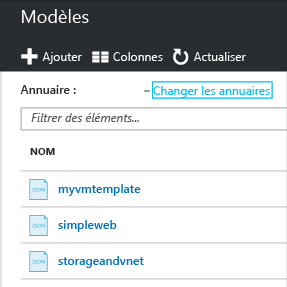 Modèles
Ajouter Colonnes Actualiser
Annuaire : – Changer les annuaires
Filtrer des éléments...
NOM
JSON myvmtemplate
JSON simpleweb
JSON storageandvnet